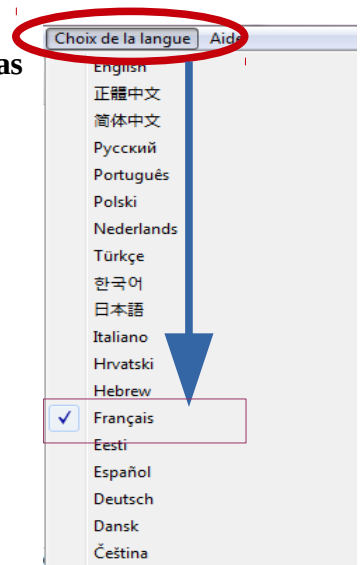 Choix de la langue Aide
as
English
正體中文
简体中文
Русский
Português
Polski
Nederlands
Türkçe
한국어
日本語
Italiano
Hrvatski
Hebrew
Français
Eesti
Español
Deutsch
Dansk
Čeština